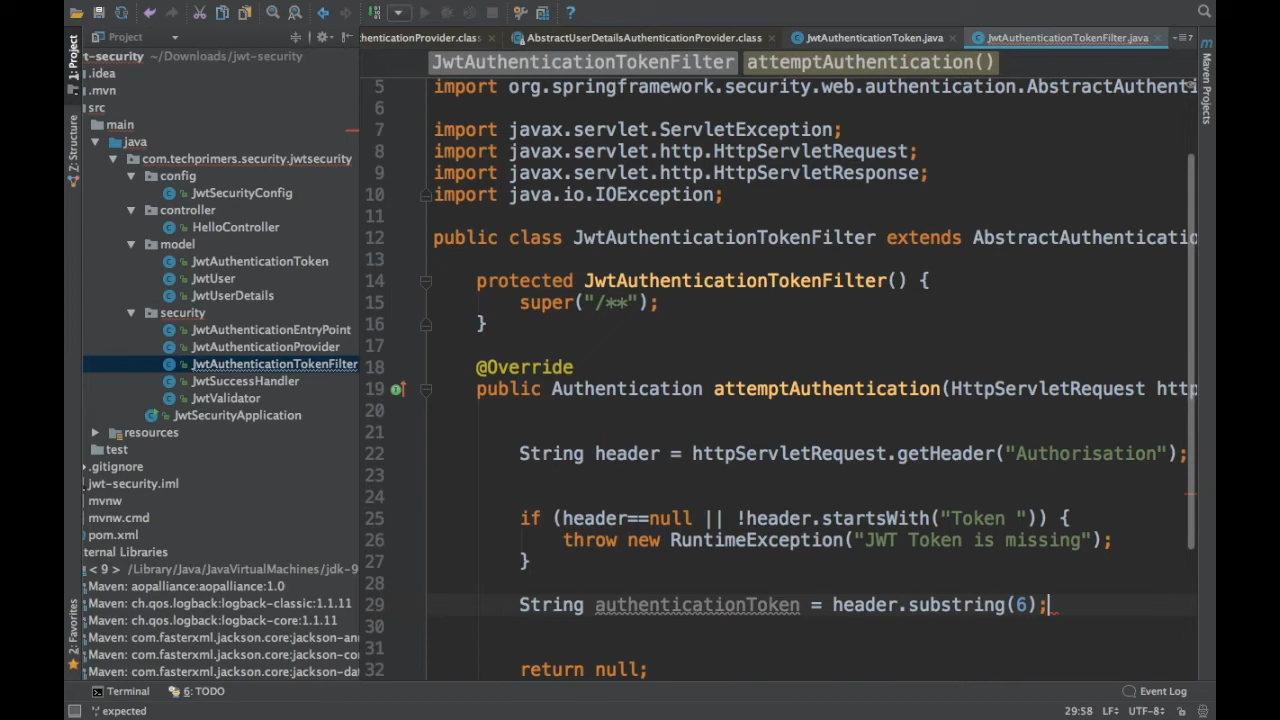 thenticationProvider.class
AbstractUserDetailsAuthenticationProvider.class
JwtAuthenticationToken.java
JwtAuthenticationTokenFilter.java
7
Project
JwtAuthenticationTokenFilter
attemptAuthentication()
1: Project
Z: Structure
2: Favorites
Maven Projects
t-security ~/Downloads/jwt-security
.idea
.mvn
src
main
java
com.techprimers.security.jwtsecurity
config
JwtSecurityConfig
controller
HelloController
model
JwtAuthenticationToken
JwtUser
JwtUserDetails
security
JwtAuthenticationEntryPoint
JwtAuthenticationProvider
JwtAuthenticationTokenFilter
JwtSuccessHandler
JwtValidator
JwtSecurityApplication
resources
test
.gitignore
jwt-security.iml
mvnw
mvnw.cmd
pom.xml
ternal Libraries
< 9 > /Library/Java/JavaVirtualMachines/jdk-9
Maven: aopalliance:aopalliance:1.0
Maven: ch.qos.logback:logback-classic:1.1.11
Maven: ch.qos.logback:logback-core:1.1.11
Maven: com.fasterxml.jackson.core:jackson-an
Maven: com.fasterxml.jackson.core:jackson-co
Maven: com.fasterxml.jackson.core:jackson-da
5 import org.springframework.security.web.authentication.AbstractAuthenti
6
7 import javax.servlet.ServletException;
8 import javax.servlet.http.HttpServletRequest;
9 import javax.servlet.http.HttpServletResponse;
10 import java.io.IOException;
11
12 public class JwtAuthenticationTokenFilter extends AbstractAuthenticatio
13
14 protected JwtAuthenticationTokenFilter() {
15 super("/**");
16 }
17
18 @Override
19 public Authentication attemptAuthentication(HttpServletRequest http
20
21
22 String header = httpServletRequest.getHeader("Authorisation");
23
24
25 if (header==null || !header.startsWith("Token ")) {
26 throw new RuntimeException("JWT Token is missing");
27 }
28
29 String authenticationToken = header.substring(6);
30
31
32 return null;
Terminal
6: TODO
Event Log
';' expected
29:58 LF÷ UTF-8÷